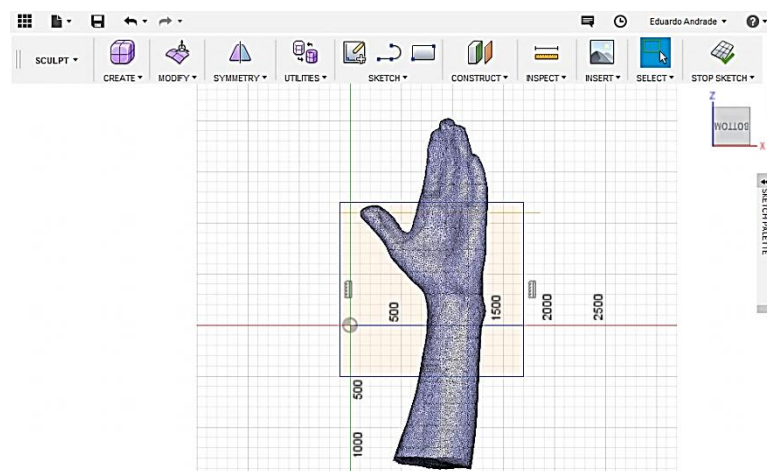 Eduardo Andrade
SCULPT
CREATE
MODIFY
SYMMETRY
UTILITIES
SKETCH
CONSTRUCT
INSPECT
INSERT
SELECT
STOP SKETCH
Z
BOTTOM
X
SKETCH PALETTE
500
1500
2000
2500
500
1000